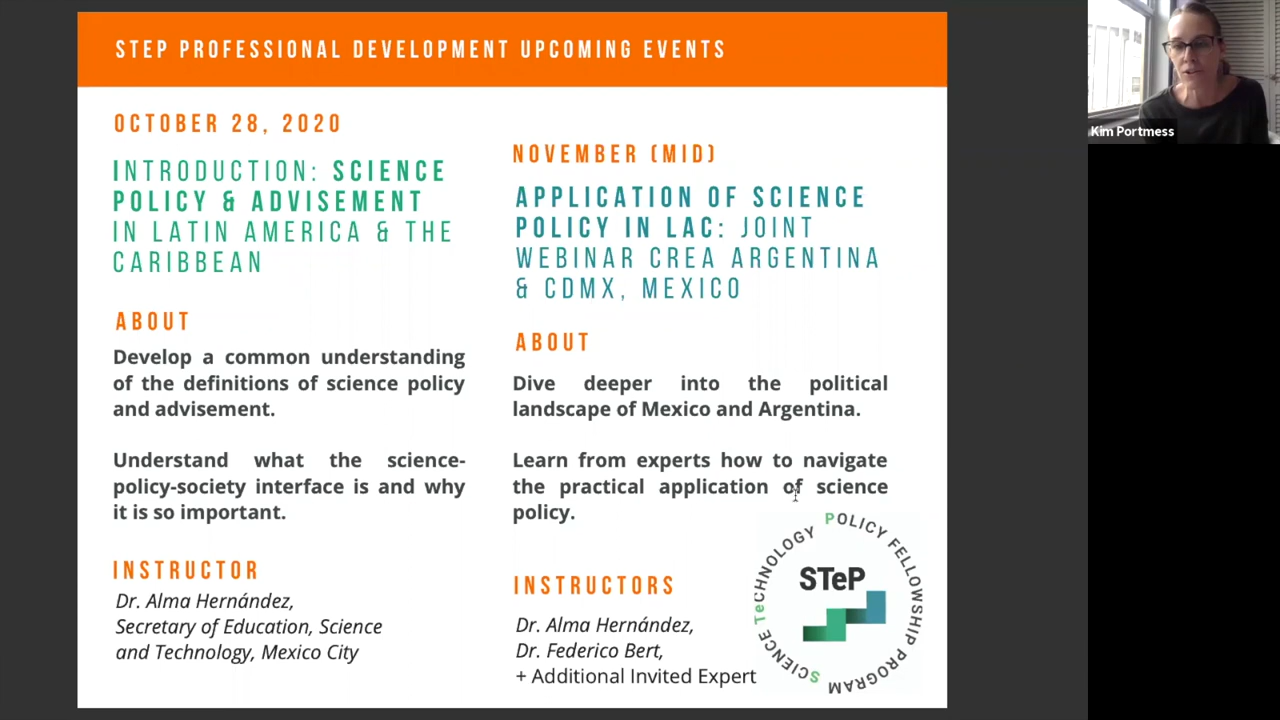 STEP PROFESSIONAL DEVELOPMENT UPCOMING EVENTS
OCTOBER 28, 2020
INTRODUCTION: SCIENCE
POLICY & ADVISEMENT
IN LATIN AMERICA & THE
CARIBBEAN
ABOUT
Develop a common understanding
of the definitions of science policy
and advisement.
Understand what the science-
policy-society interface is and why
it is so important.
INSTRUCTOR
Dr. Alma Hernández,
Secretary of Education, Science
and Technology, Mexico City
NOVEMBER (MID)
APPLICATION OF SCIENCE
POLICY IN LAC: JOINT
WEBINAR CREA ARGENTINA
& CDMX, MEXICO
ABOUT
Dive deeper into the political
landscape of Mexico and Argentina.
Learn from experts how to navigate
the practical application of science
policy.
INSTRUCTORS
Dr. Alma Hernández,
Dr. Federico Bert,
+ Additional Invited Expert
SCIENCE TeCHNOLOGY POLICY FELLOWSHIP PROGRAM
STeP
Kim Portmess